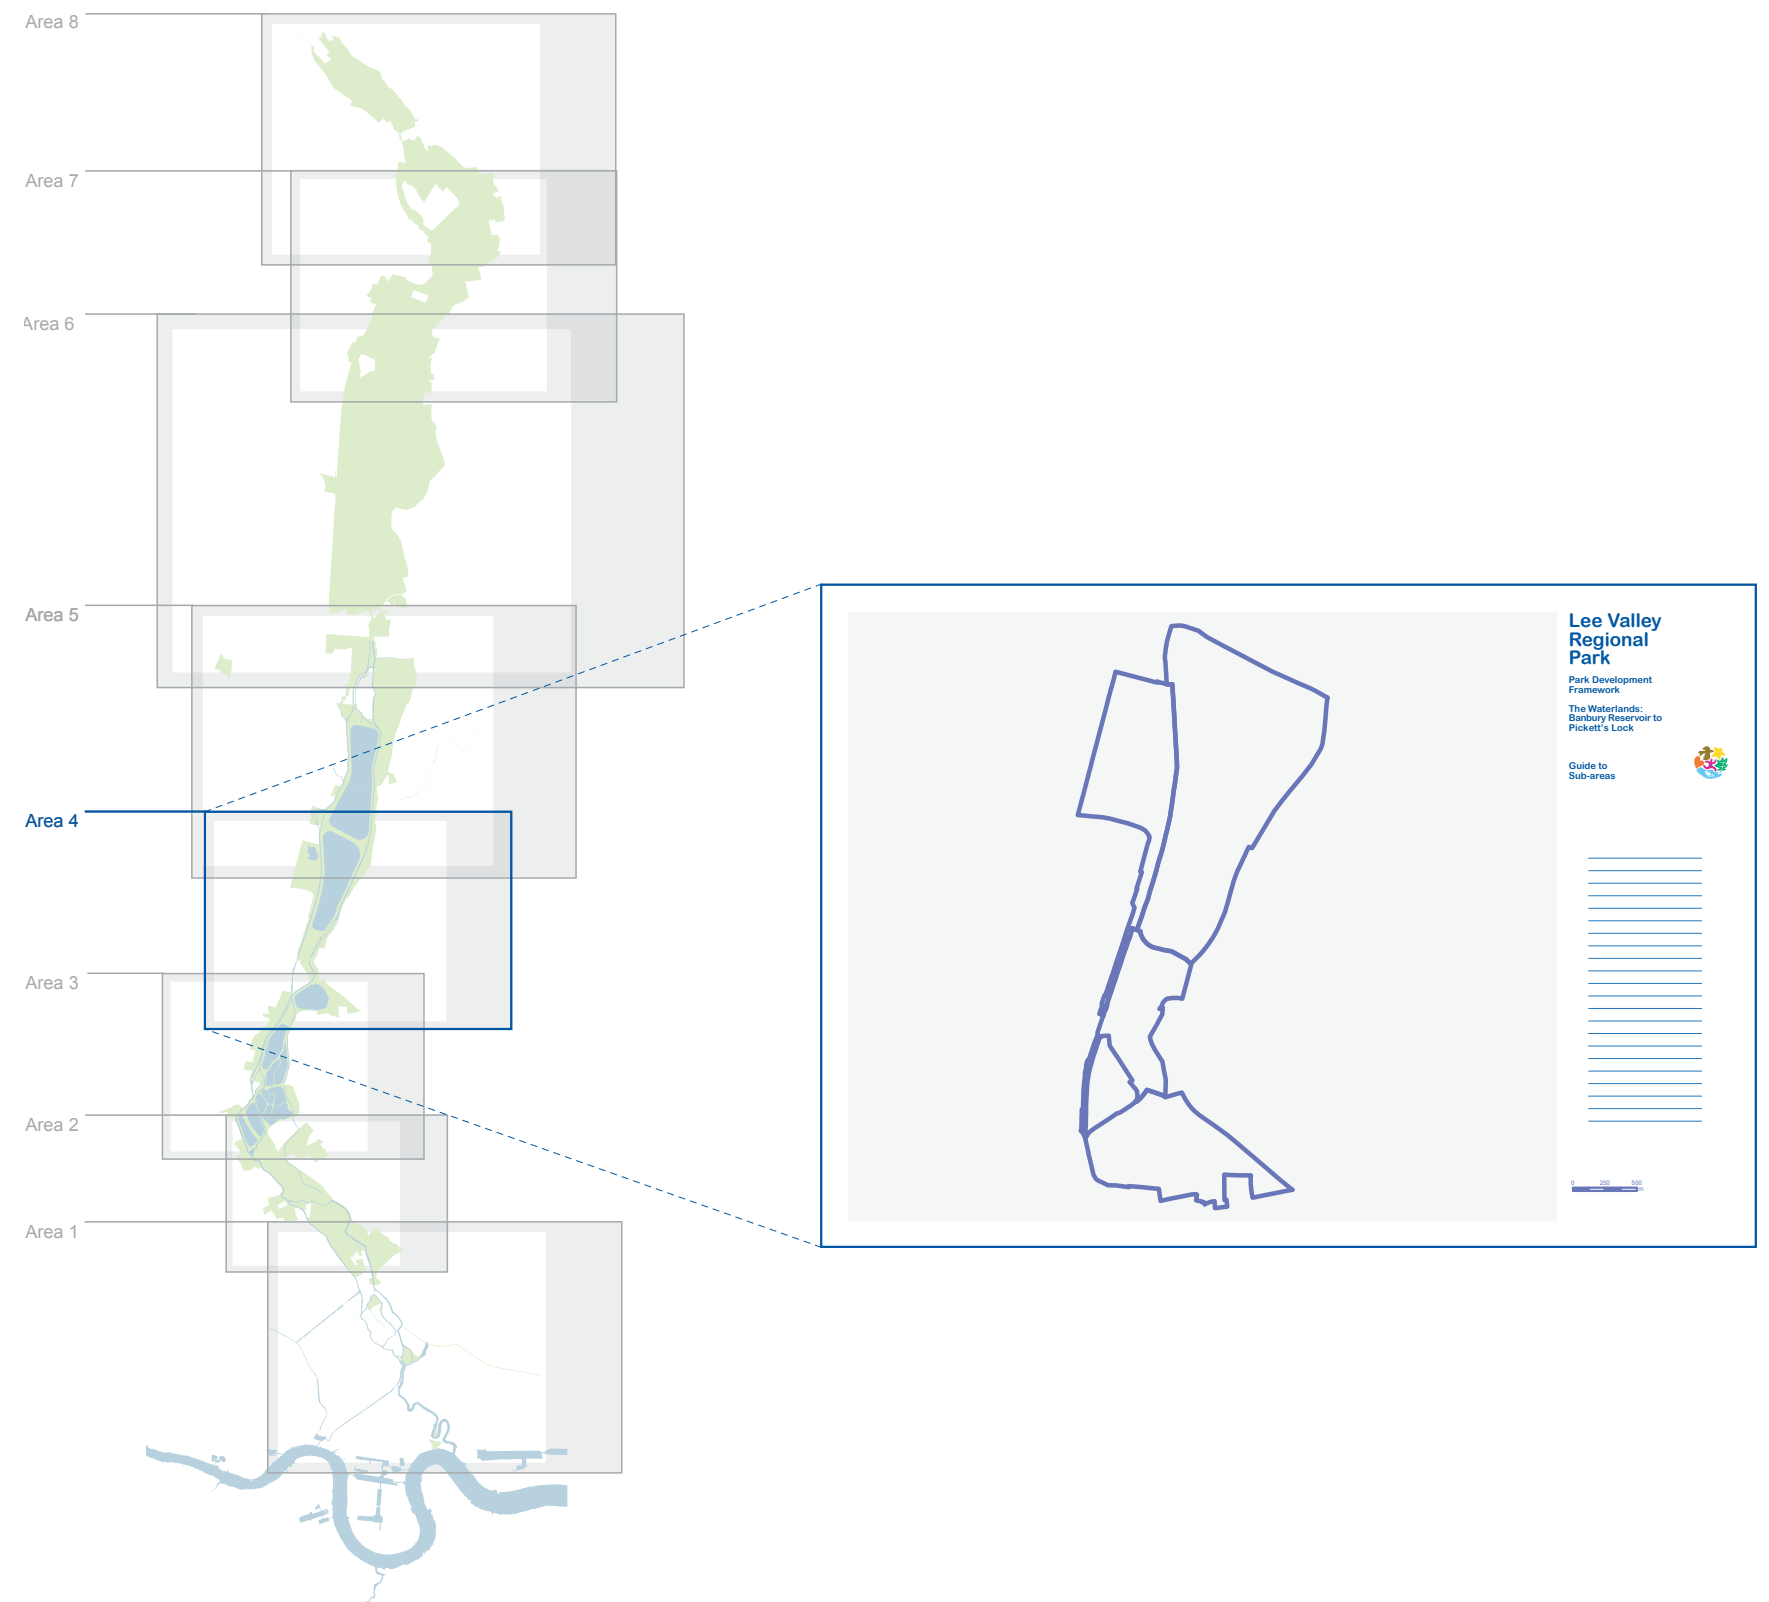 Area 8
Area 7
Area 6
Area 5
Area 4
Area 3
Area 2
Area 1
Lee Valley
Regional
Park
Park Development
Framework
The Waterlands:
Banbury Reservoir to
Pickett's Lock
Guide to
Sub-areas
0 250 500